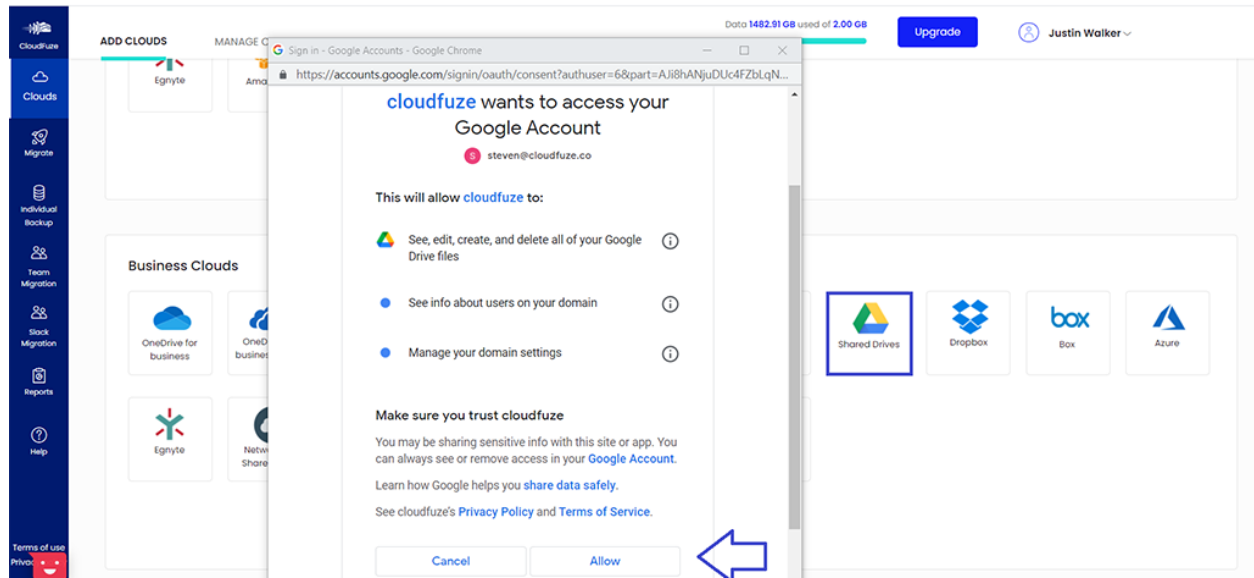 Data 1482.91 GB used of 2.00 GB
CloudFuze
ADD CLOUDS
MANAGE C
Upgrade
Justin Walker
Clouds
Migrate
Individual
Backup
Team
Migration
Slack
Migration
Reports
Help
Terms of use
Priva
Egnyte
Ama
G Sign in - Google Accounts - Google Chrome
https://accounts.google.com/signin/oauth/consent?authuser=6&part=AJi8hANjuDUc4FZbLqN...
cloudfuze wants to access your
Google Account
S steven@cloudfuze.co
This will allow cloudfuze to:
See, edit, create, and delete all of your Google
Drive files
See info about users on your domain
Manage your domain settings
Make sure you trust cloudfuze
You may be sharing sensitive info with this site or app. You
can always see or remove access in your Google Account.
Learn how Google helps you share data safely.
See cloudfuze's Privacy Policy and Terms of Service.
Cancel
Allow
Business Clouds
OneDrive for
business
OneD
busines
Shared Drives
Dropbox
box
Box
Azure
Egnyte
Netw
Share